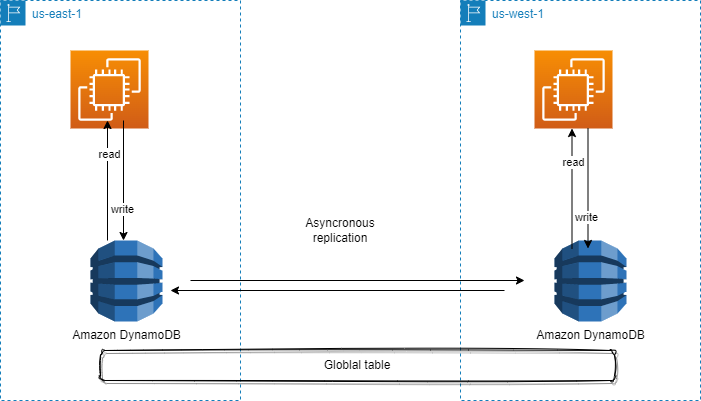 us-east-1
us-west-1
read
write
read
write
Asyncronous
replication
Amazon DynamoDB
Amazon DynamoDB
Globlal table